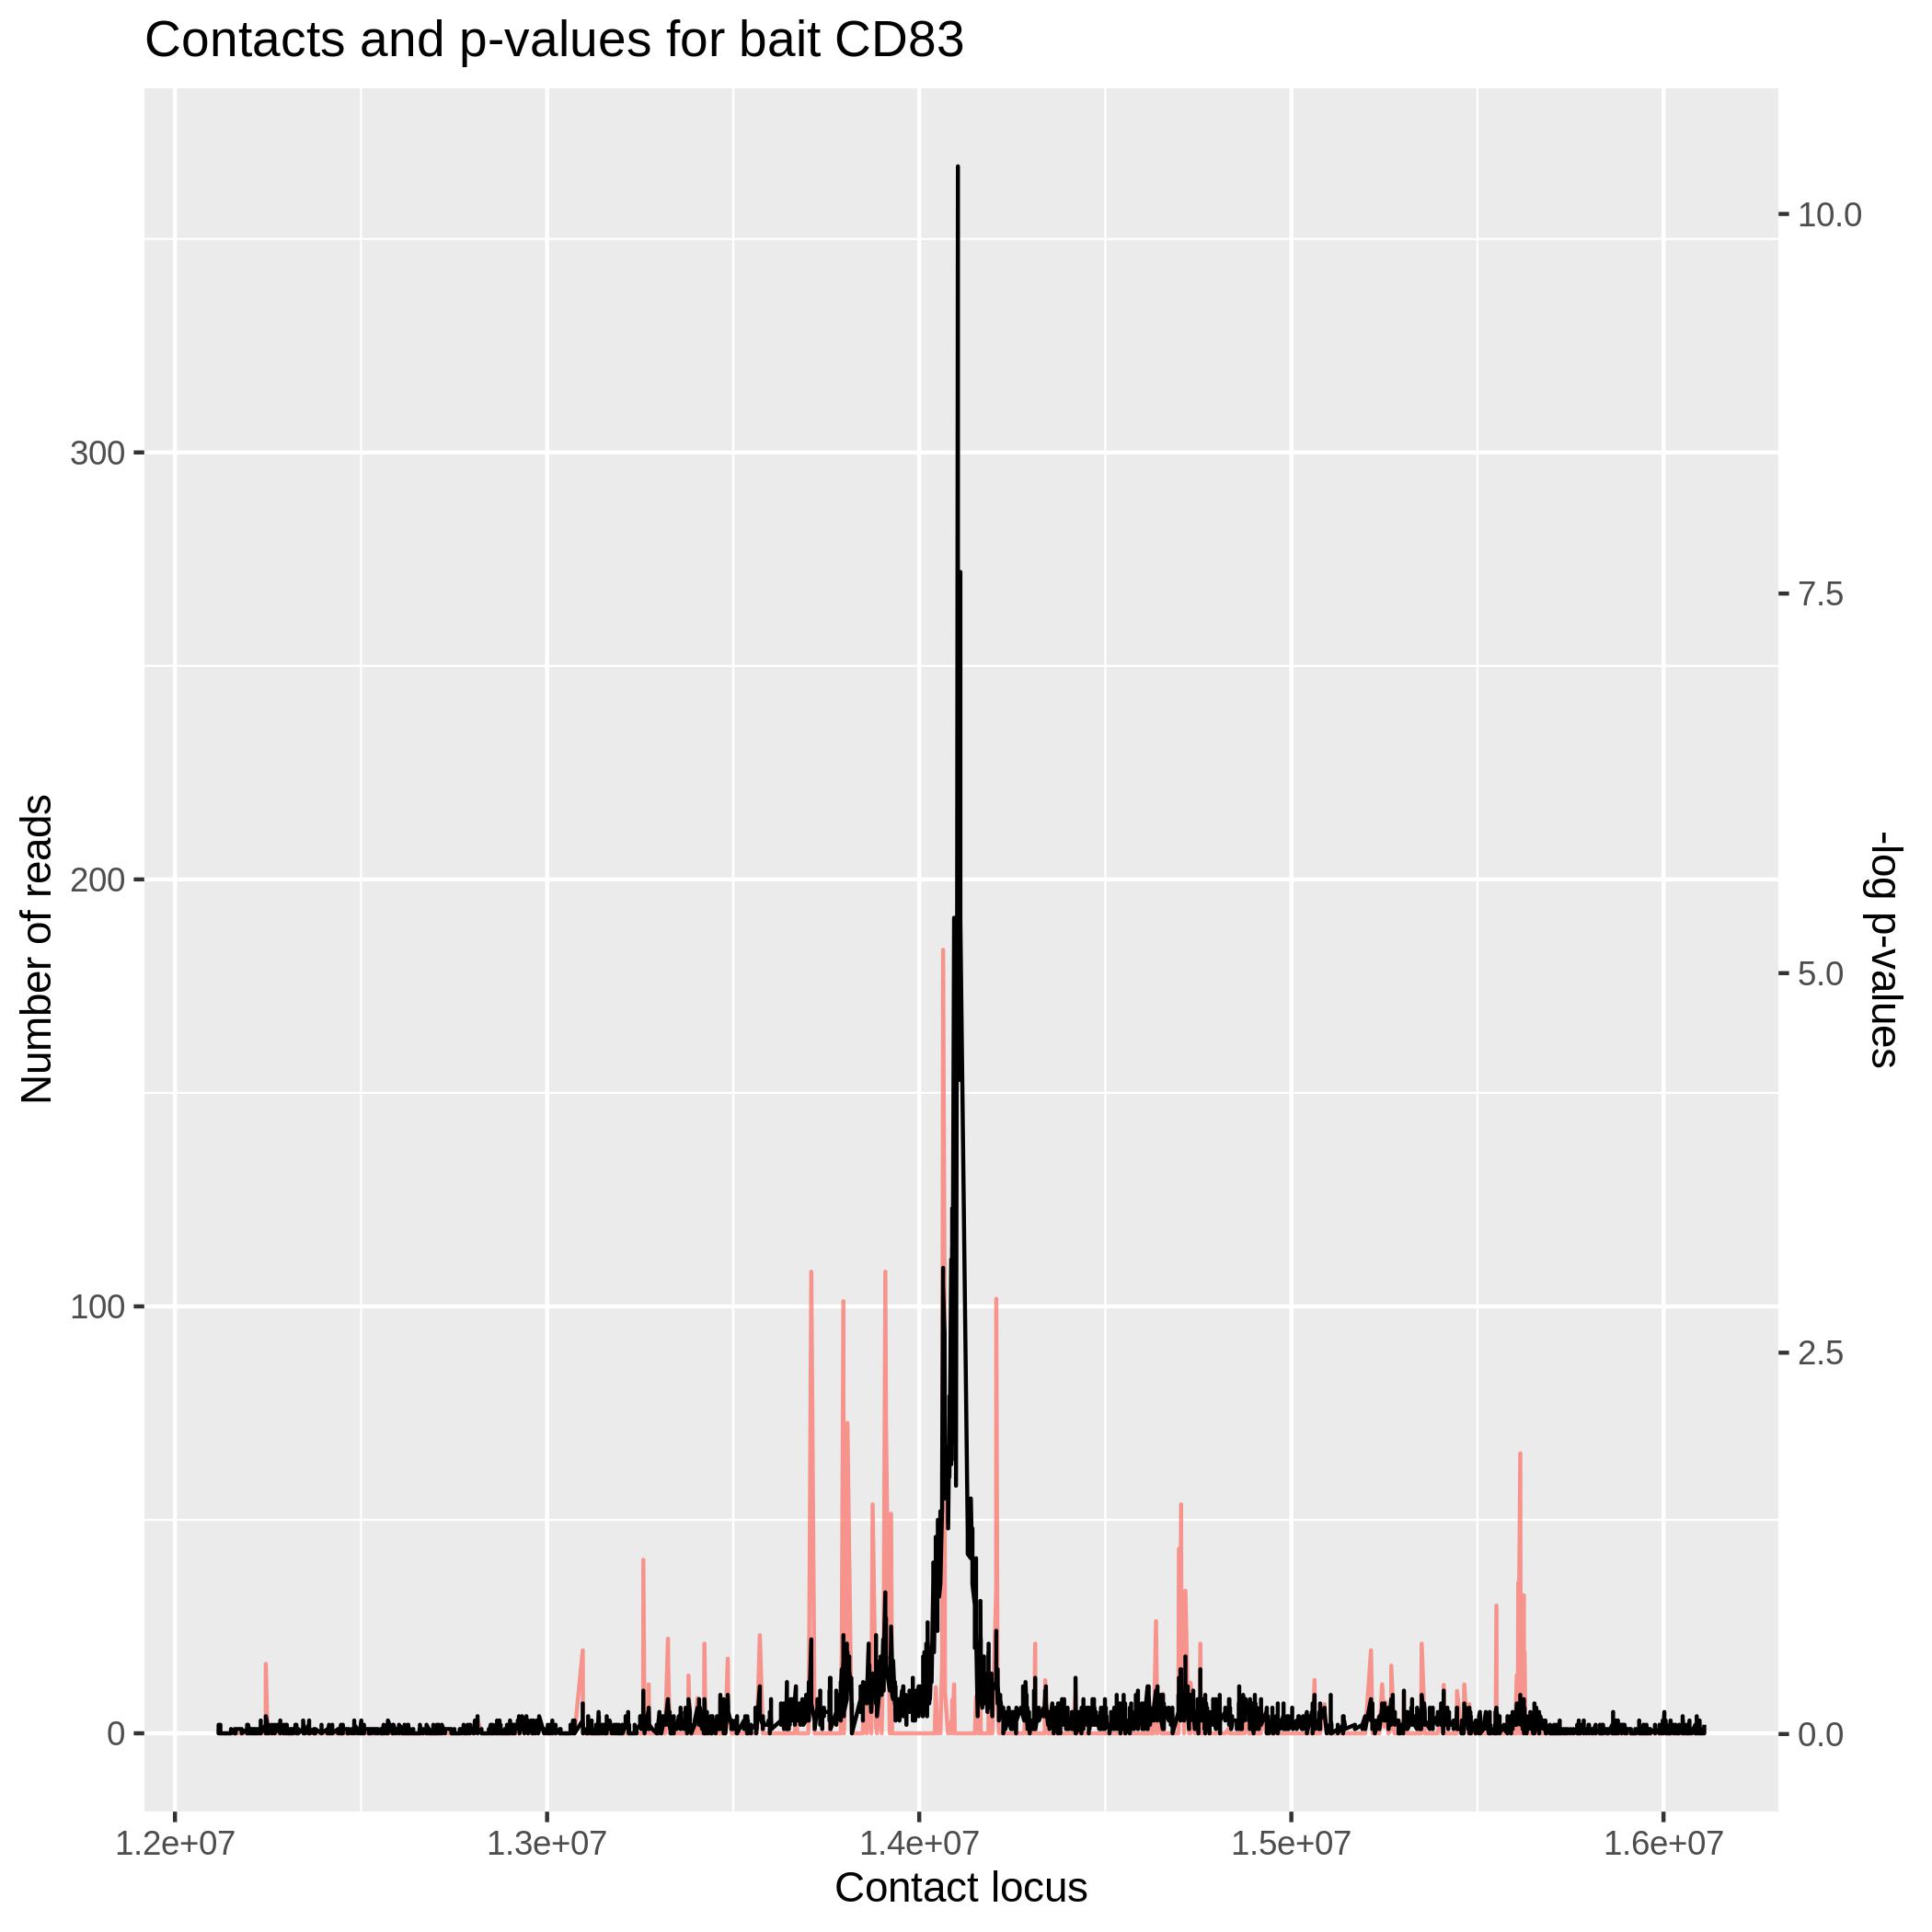 Contacts and p-values for bait CD83
Number of reads
300
200
100
0
10.0
7.5
5.0
2.5
0.0
-log p-values
1.2e+07 1.3e+07 1.4e+07 1.5e+07 1.6e+07
Contact locus